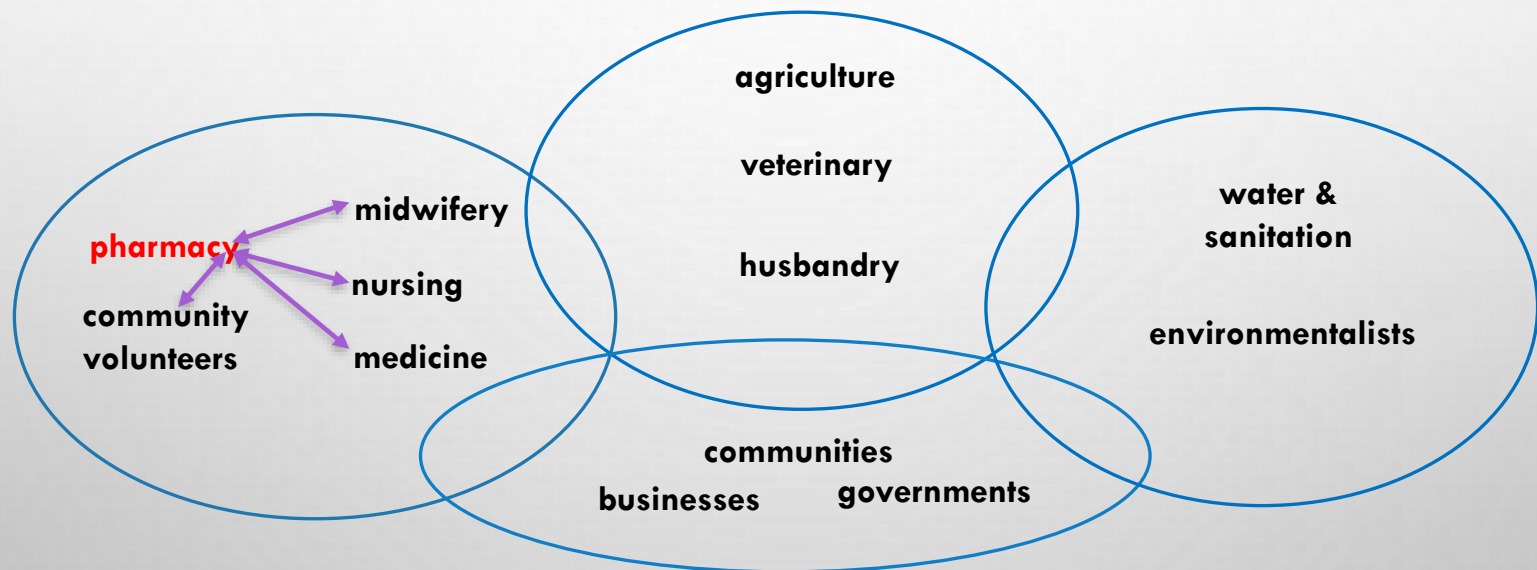 agriculture
veterinary
husbandry
midwifery
pharmacy
nursing
community
volunteers
medicine
water &
sanitation
environmentalists
communities
businesses
governments